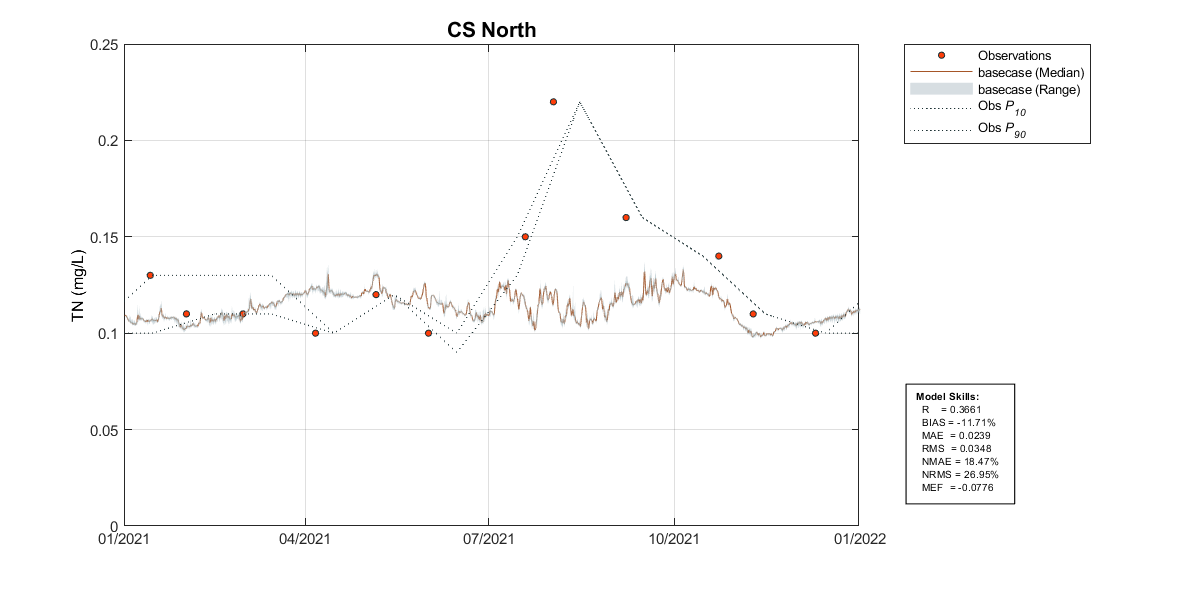 CS North
TN (mg/L)
0.25
0.2
0.15
0.1
0.05
0
01/2021
04/2021
07/2021
10/2021
01/2022
Observations
basecase (Median)
basecase (Range)
Obs P10
Obs P90
Model Skills:
R = 0.3661
BIAS = -11.71%
MAE = 0.0239
RMS = 0.0348
NMAE = 18.47%
NRMS = 26.95%
MEF = -0.0776